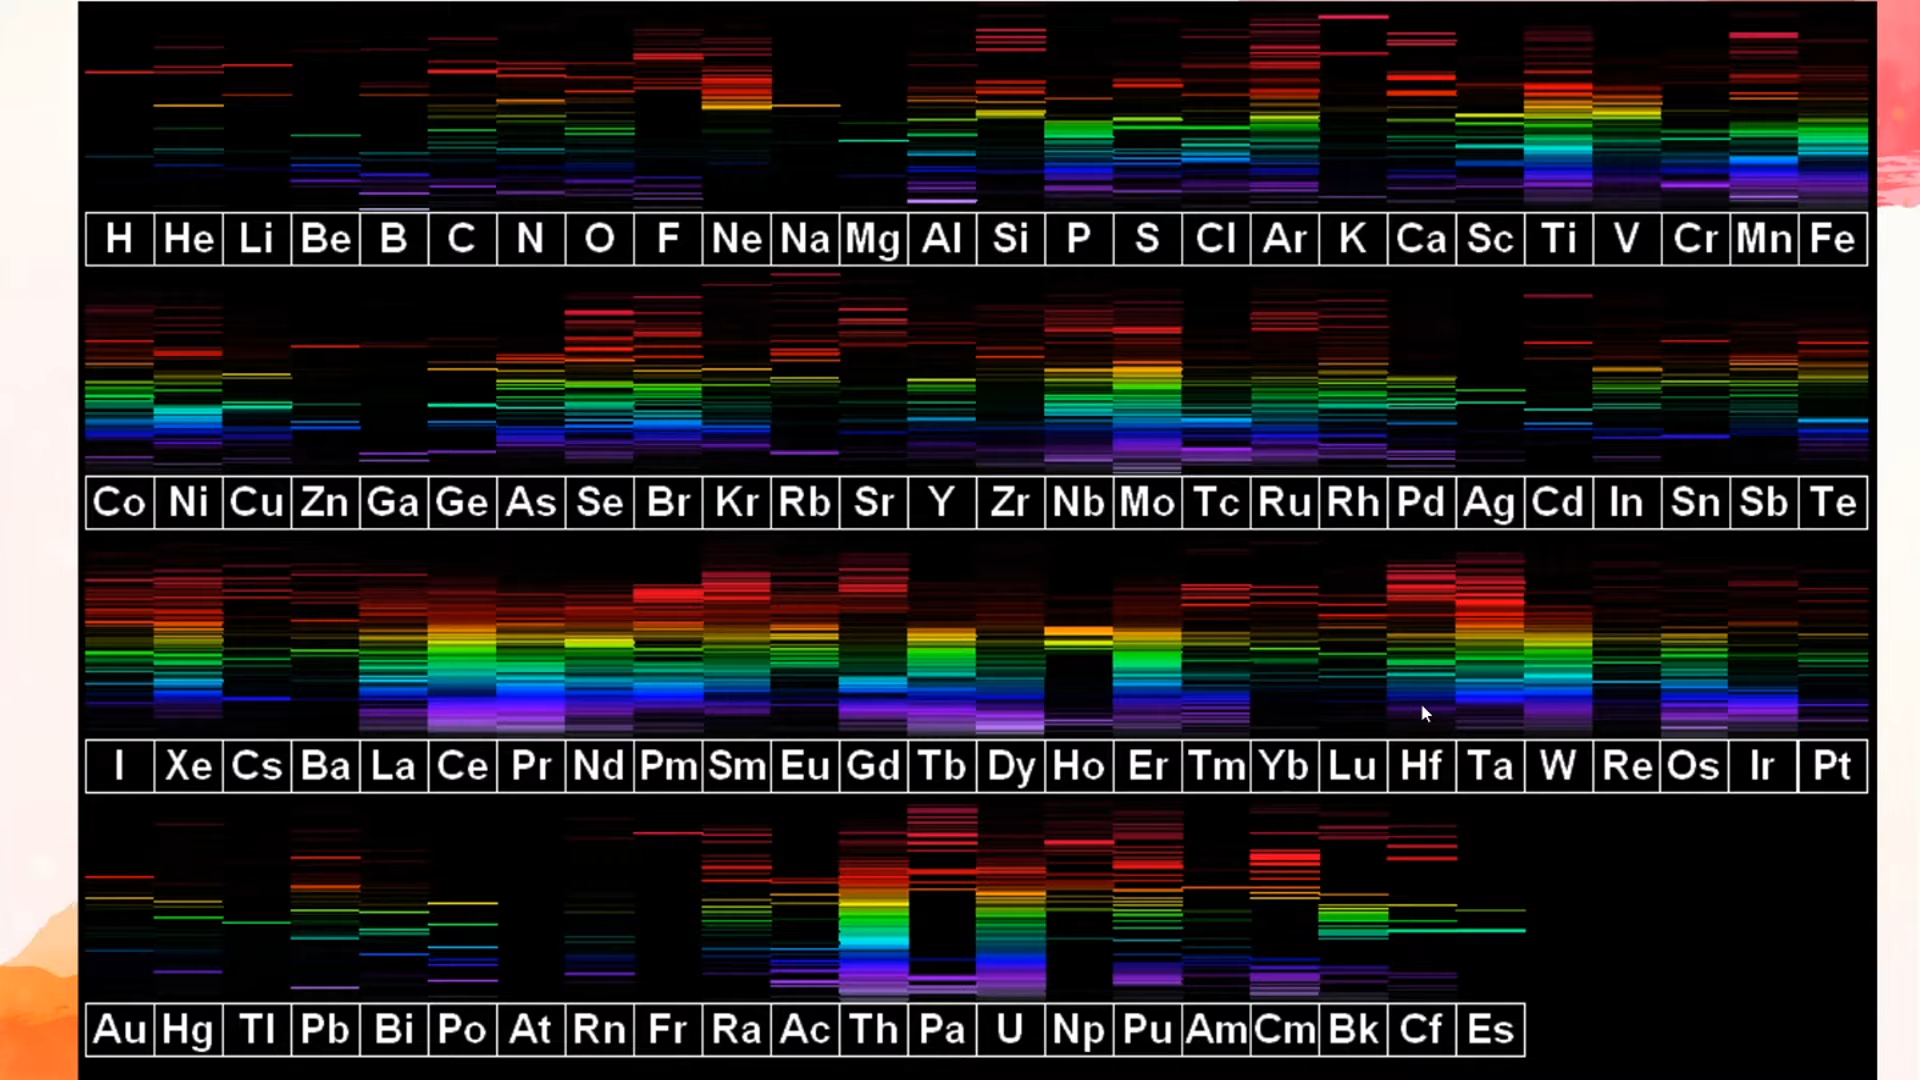 H He Li Be B C N O F Ne Na Mg Al Si P S Cl Ar K Ca Sc Ti V Cr Mn Fe
Co Ni Cu Zn Ga Ge As Se Br Kr Rb Sr Y Zr Nb Mo Tc Ru Rh Pd Ag Cd In Sn Sb Te
I Xe Cs Ba La Ce Pr Nd Pm Sm Eu Gd Tb Dy Ho Er Tm Yb Lu Hf Ta W Re Os Ir Pt
Au Hg Tl Pb Bi Po At Rn Fr Ra Ac Th Pa U Np Pu Am Cm Bk Cf Es